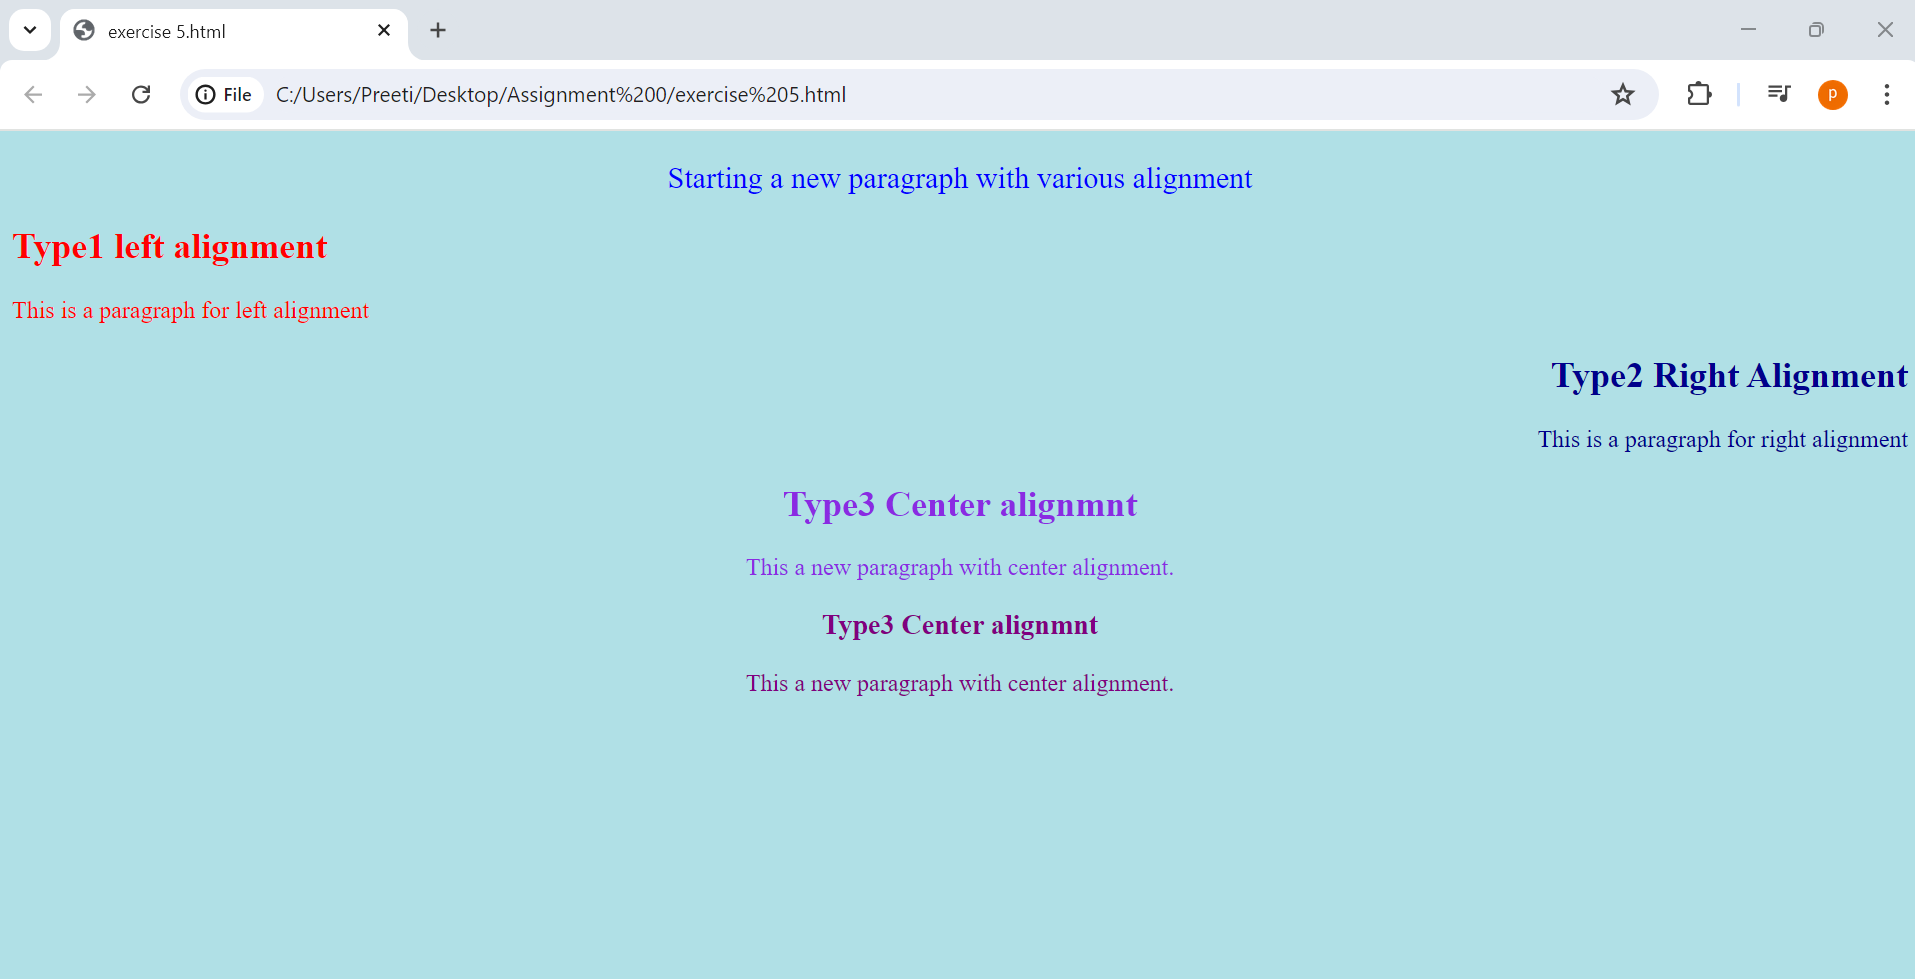 exercise 5.html
File
C:/Users/Preeti/Desktop/Assignment%200/exercise%205.html
p
Starting a new paragraph with various alignment
Type1 left alignment
This is a paragraph for left alignment
Type2 Right Alignment
This is a paragraph for right alignment
Type3 Center alignmnt
This a new paragraph with center alignment.
Type3 Center alignmnt
This a new paragraph with center alignment.